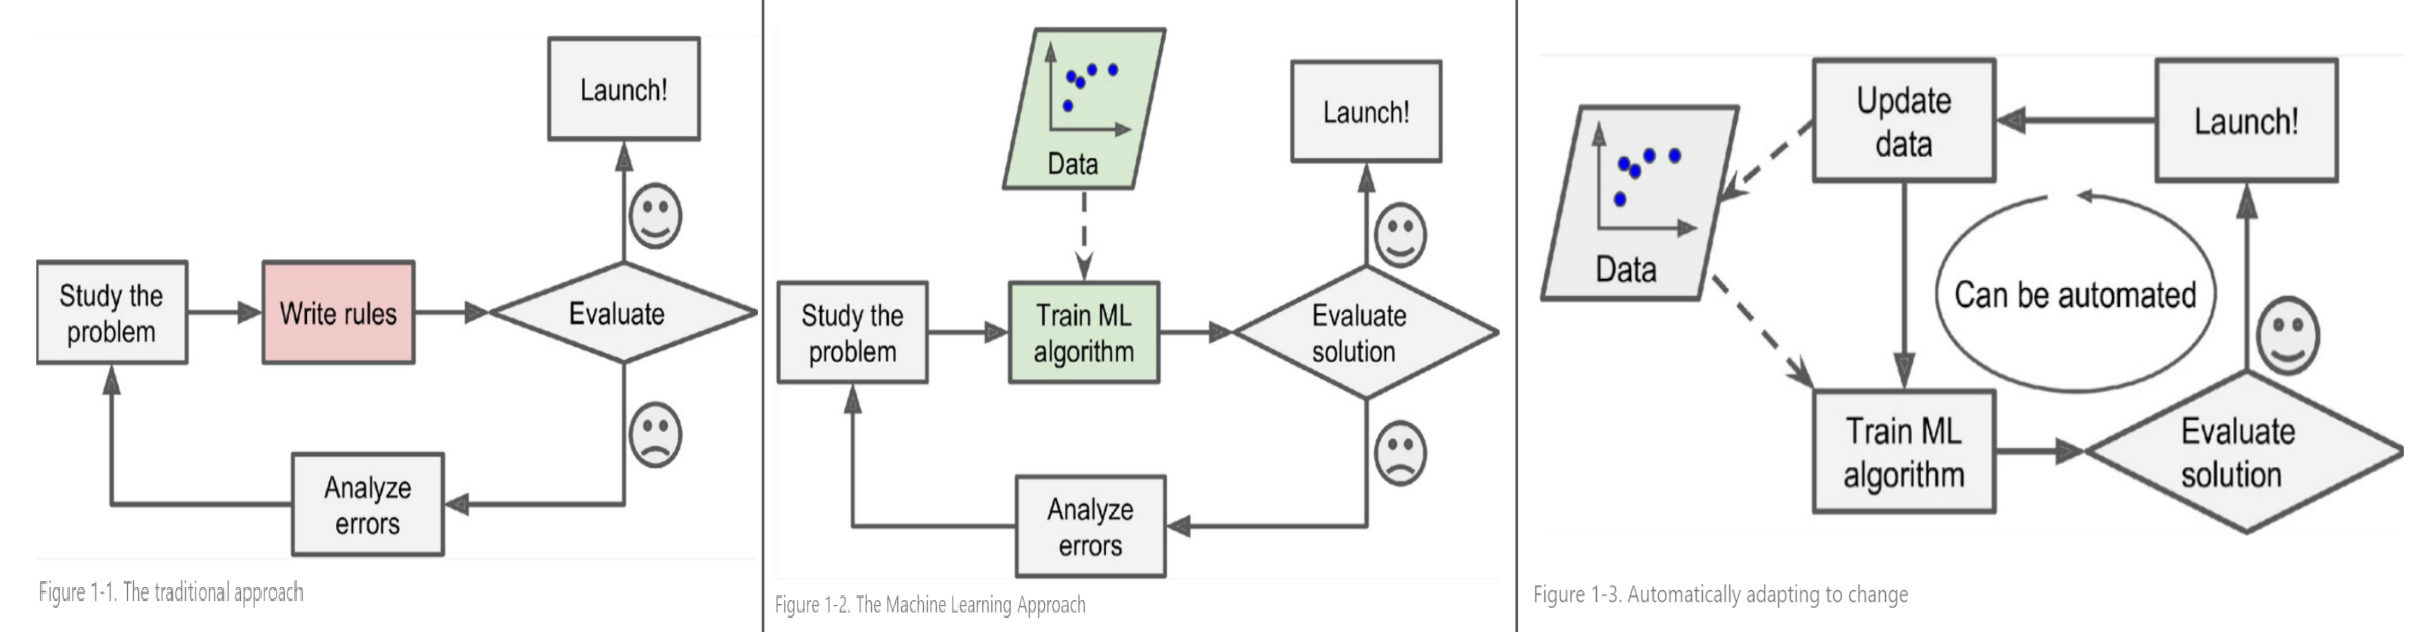 Launch!
Study the
problem
Write rules
Evaluate
Analyze
errors
Figure 1-1. The traditional approach
Data
Launch!
Study the
problem
Train ML
algorithm
Evaluate
solution
Analyze
errors
Figure 1-2. The Machine Learning Approach
Update
data
Launch!
Data
Can be automated
Train ML
algorithm
Evaluate
solution
Figure 1-3. Automatically adapting to change